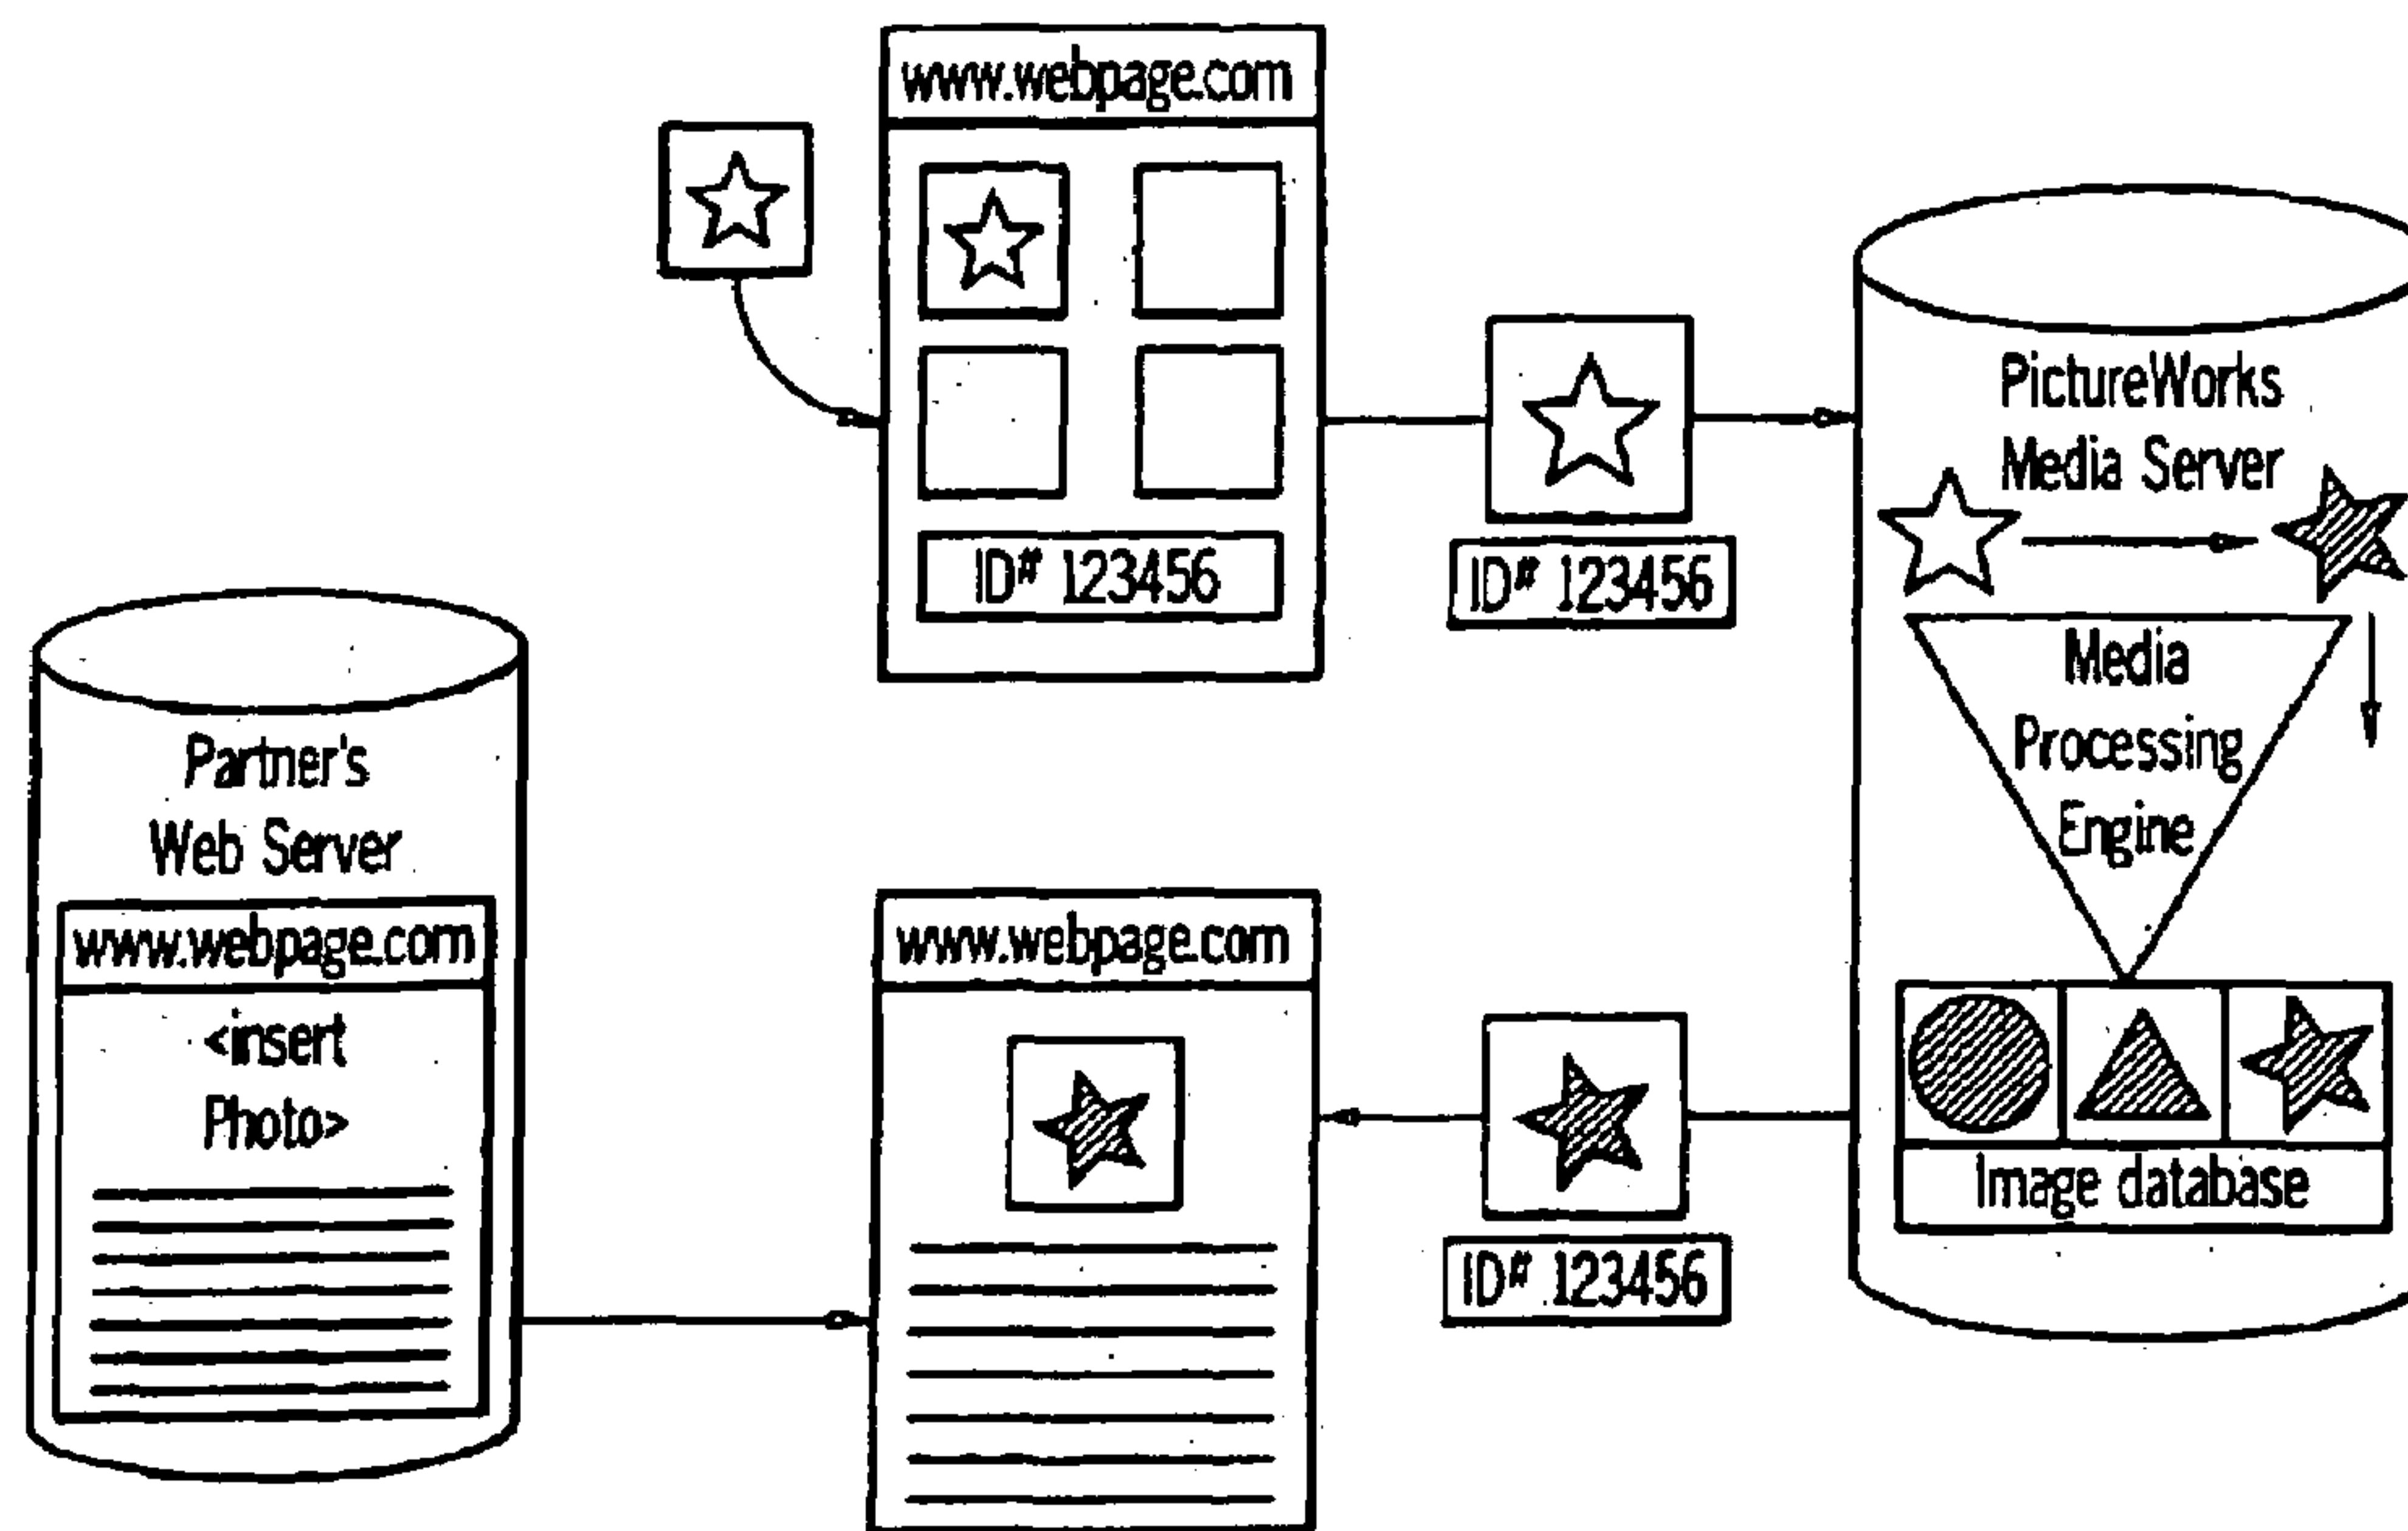 www.webpage.com
ID# 123456
ID# 123456
PictureWorks
Media Server
Media
Processing
Engine
Image database
Partner's
Web Server
www.webpage.com
<insert
Photo>
www.webpage.com
ID# 123456